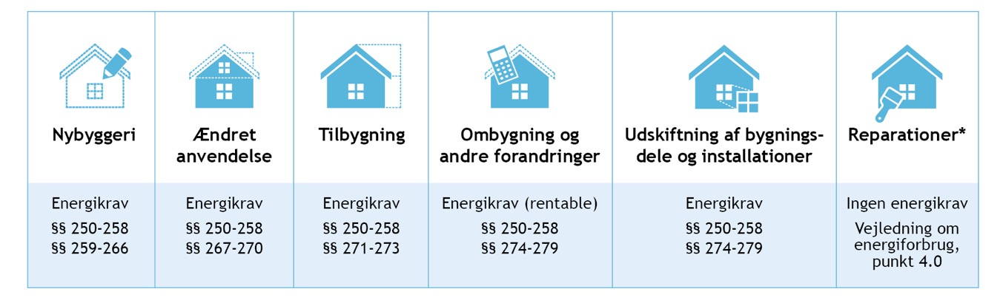 Nybyggeri
Ændret
anvendelse
Tilbygning
Ombygning og
andre forandringer
Udskiftning af bygnings-
dele og installationer
Reparationer*
Energikrav
§§ 250-258
§§ 259-266
Energikrav
§§ 250-258
§§ 267-270
Energikrav
§§ 250-258
§§ 271-273
Energikrav (rentable)
§§ 250-258
§§ 274-279
Energikrav
§§ 250-258
§§ 274-279
Ingen energikrav
Vejledning om
energiforbrug,
punkt 4.0